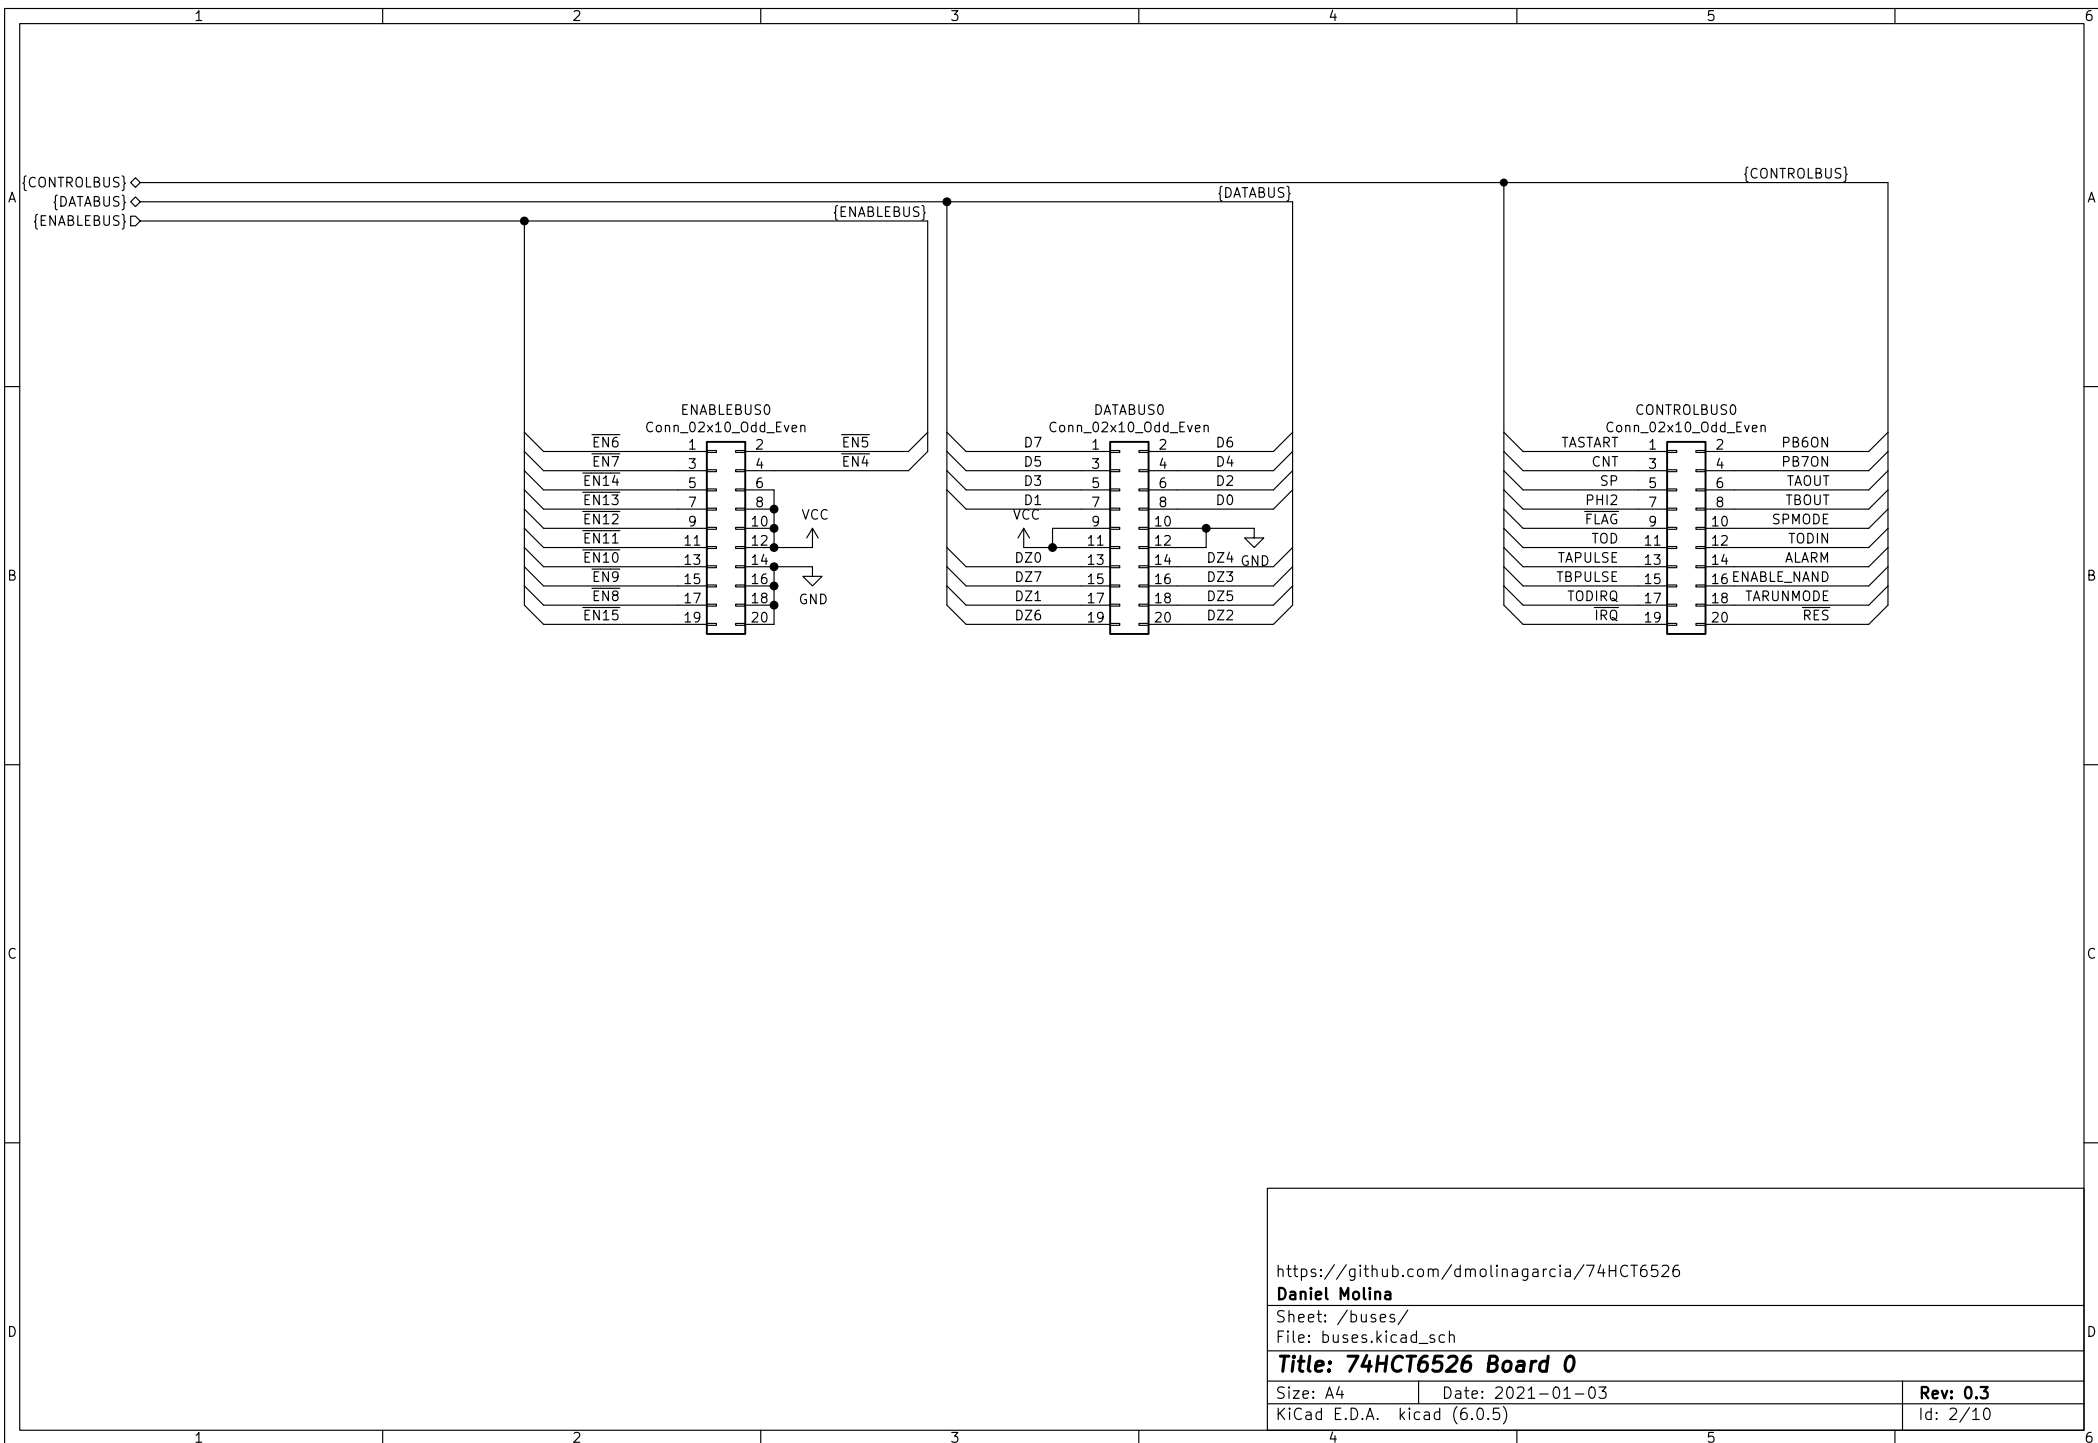 1 2 3 4 5 6
{CONTROLBUS} {CONTROLBUS}
A {DATABUS} {DATABUS} A
{ENABLEBUS} {ENABLEBUS}
ENABLEBUS0 DATABUS0 CONTROLBUS0
Conn_02x10_Odd_Even Conn_02x10_Odd_Even Conn_02x10_Odd_Even
EN6 1 2 EN5 D7 1 2 D6 TASTART 1 2 PB6ON
EN7 3 4 EN4 D5 3 4 D4 CNT 3 4 PB7ON
EN14 5 6 D3 5 6 D2 SP 5 6 TAOUT
EN13 7 8 D1 7 8 D0 PHI2 7 8 TBOUT
EN12 9 10 VCC VCC 9 10 FLAG 9 10 SPMODE
EN11 11 12 11 12 TOD 11 12 TODIN
EN10 13 14 DZ0 13 14 DZ4 GND TAPULSE 13 14 ALARM
B EN9 15 16 DZ7 15 16 DZ3 TBPULSE 15 16 ENABLE_NAND B
EN8 17 18 GND DZ1 17 18 DZ5 TODIRQ 17 18 TARUNMODE
EN15 19 20 DZ6 19 20 DZ2 IRQ 19 20 RES
C C
https://github.com/dmolinagarcia/74HCT6526
Daniel Molina
Sheet: /buses/
D D
File: buses.kicad_sch
Title: 74HCT6526 Board 0
Size: A4 Date: 2021-01-03 Rev: 0.3
KiCad E.D.A. kicad (6.0.5) Id: 2/10
1 2 3 4 5 6